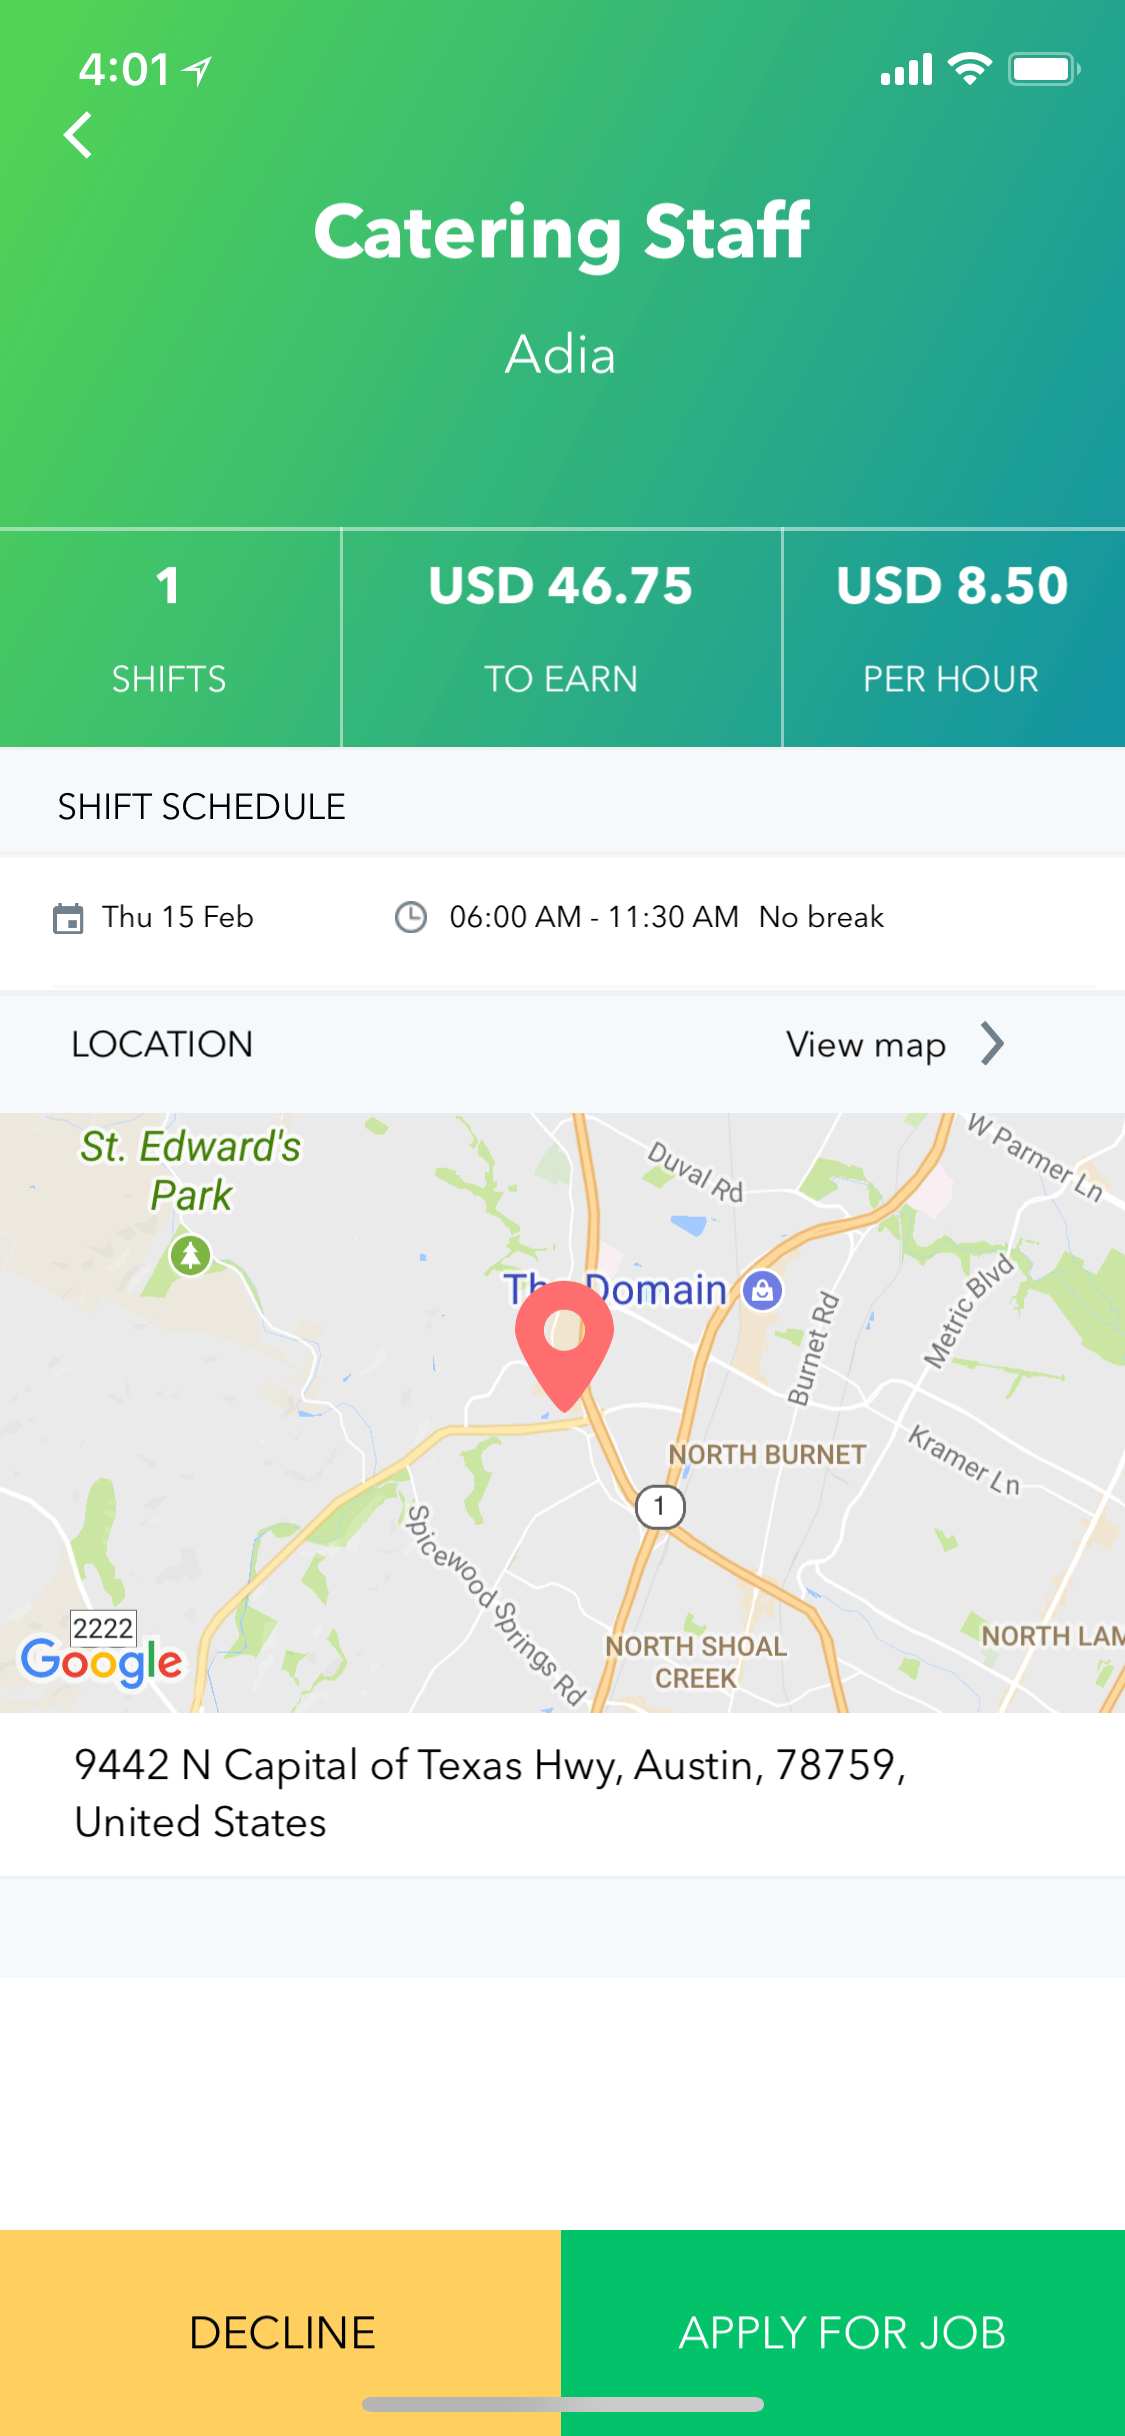 4:01
Catering Staff
Adia
1
SHIFTS
USD 46.75
TO EARN
USD 8.50
PER HOUR
SHIFT SCHEDULE
Thu 15 Feb
06:00 AM - 11:30 AM No break
LOCATION
View map
St. Edward's
Park
Duval Rd
W Parmer Ln
Domain
Burnet Rd
Metric Blvd
NORTH BURNET
Kramer Ln
1
Spicewood Springs Rd
2222
Google
NORTH SHOAL
CREEK
NORTH LAM
9442 N Capital of Texas Hwy, Austin, 78759,
United States
DECLINE
APPLY FOR JOB